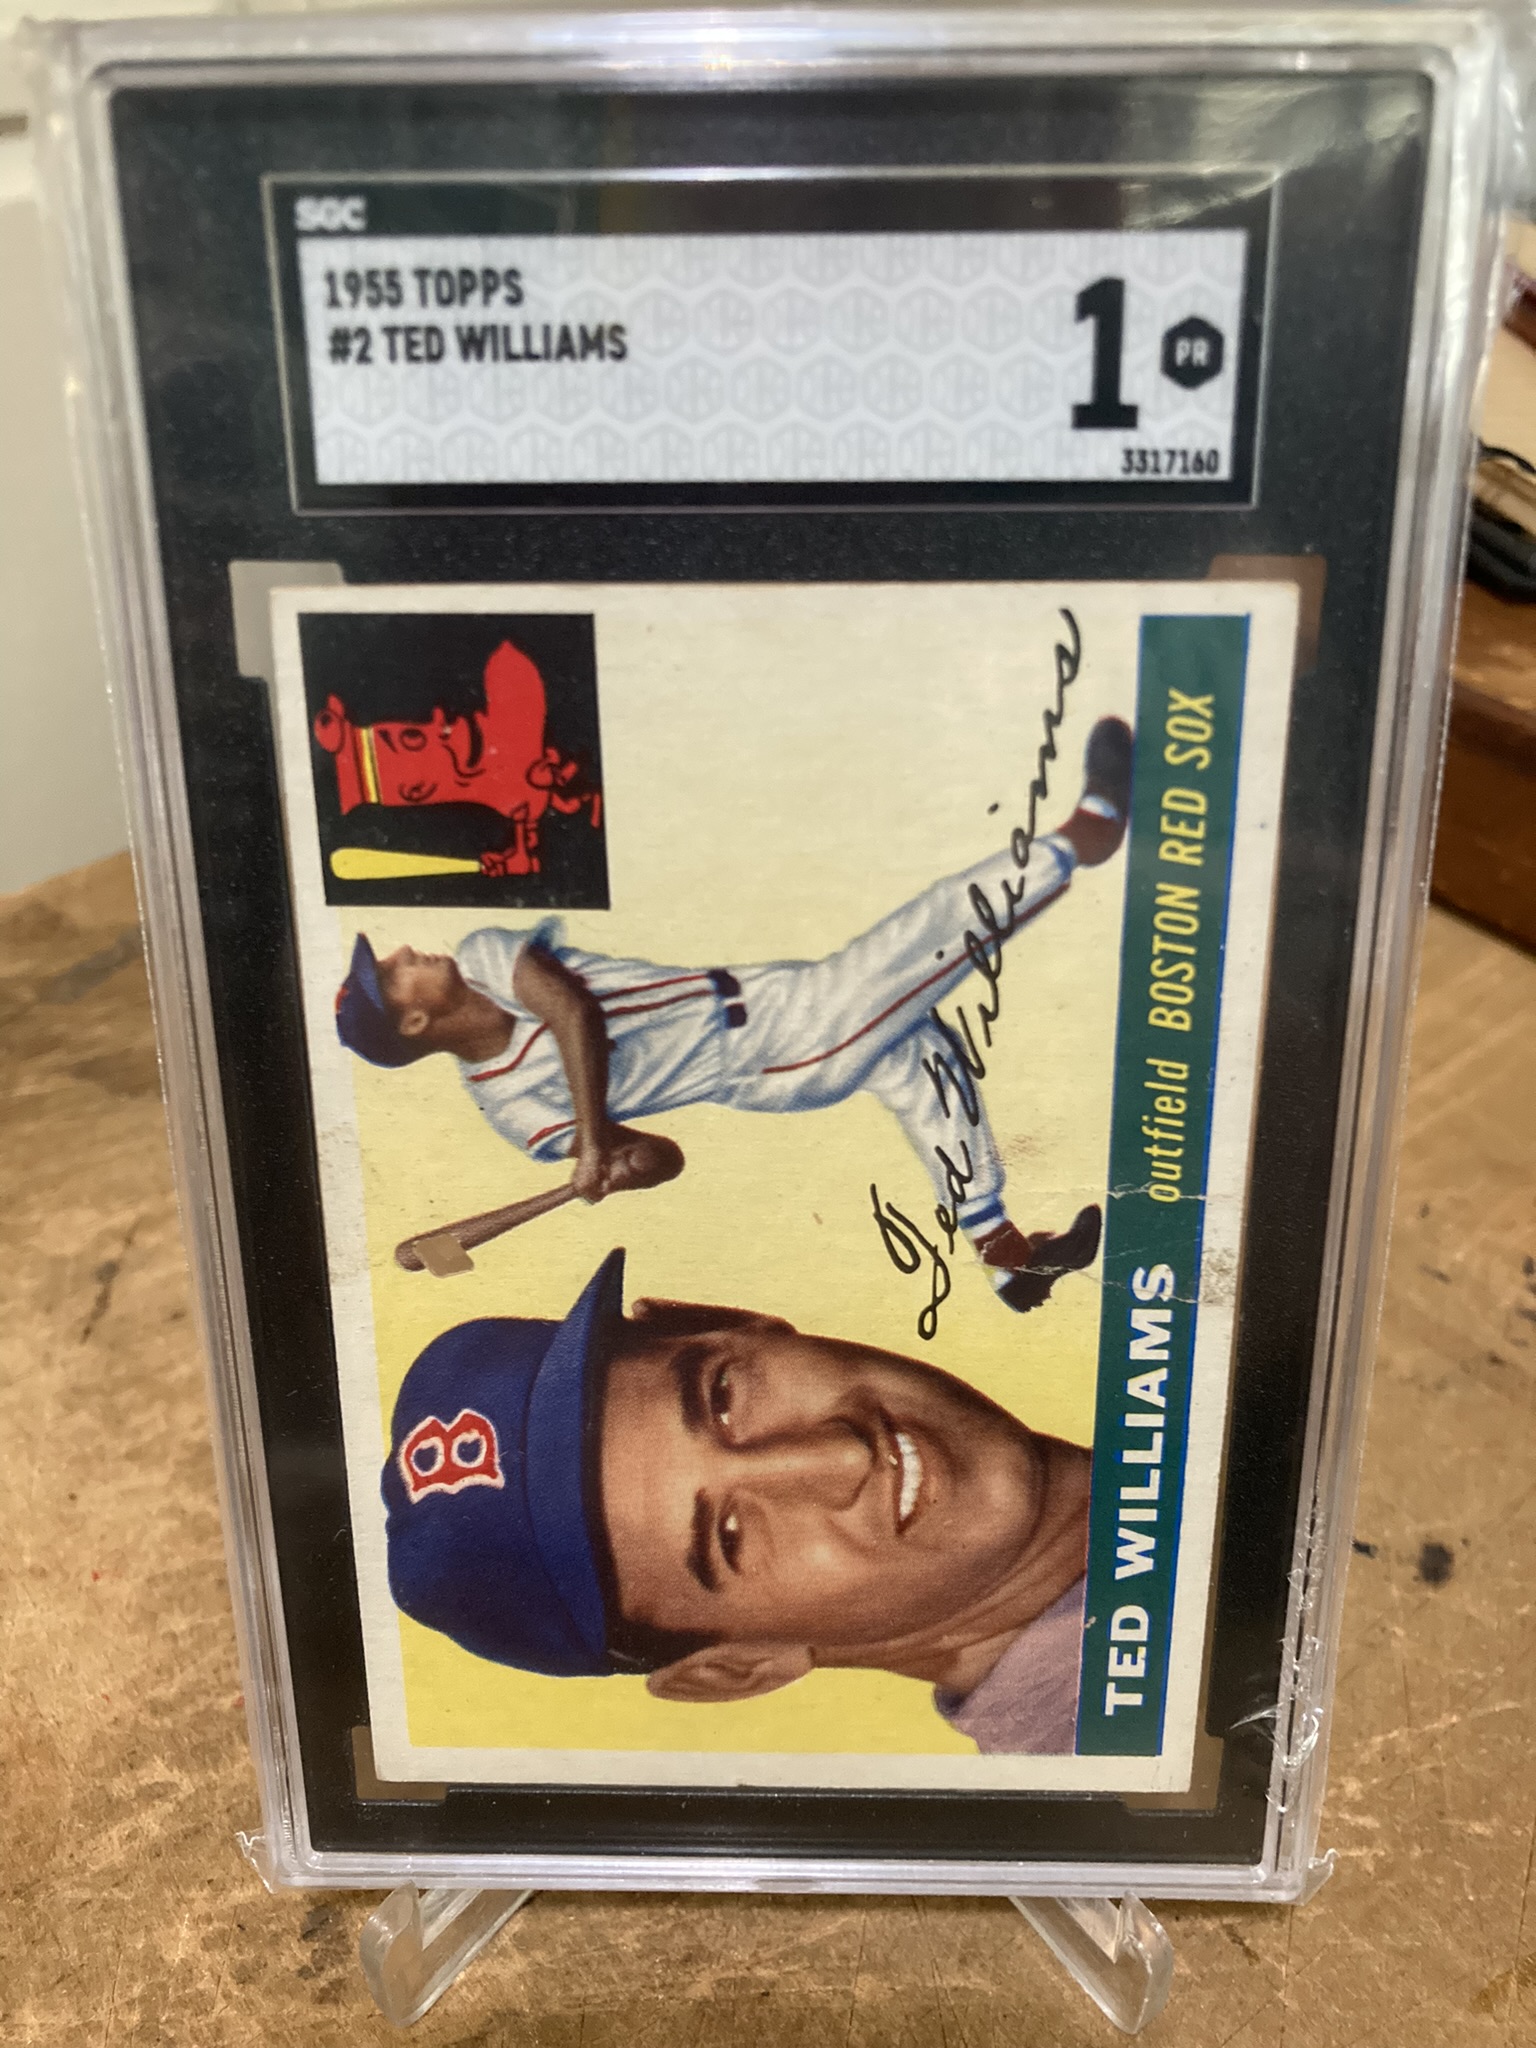 SGC
1955 TOPPS
#2 TED WILLIAMS
1
PR
3317160
Ted Williams
B
TED WILLIAMS outfield BOSTON RED SOX